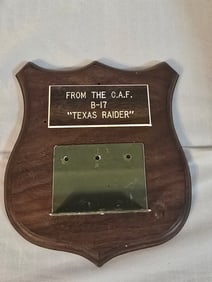 FROM THE C.A.F.
B-17
"TEXAS RAIDER"